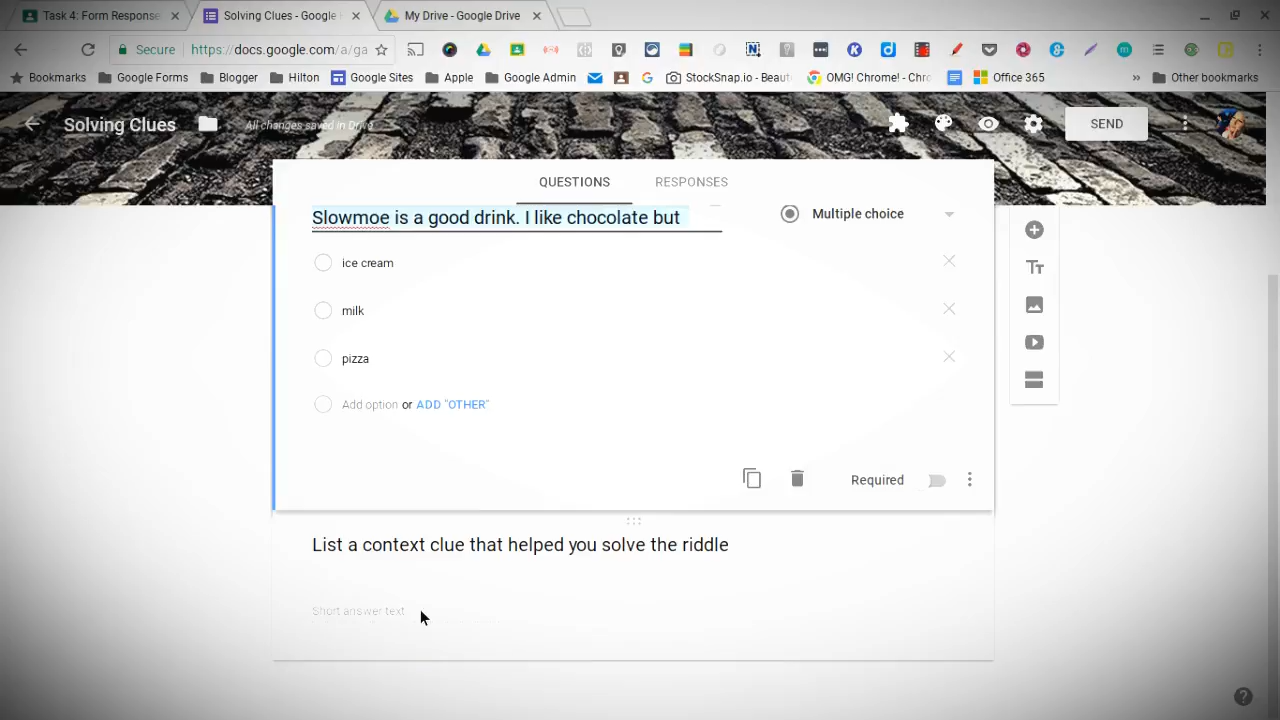 Task 4: Form Response
Solving Clues - Google
My Drive - Google Drive
Secure https://docs.google.com/a/ga
Bookmarks Google Forms Blogger Hilton Google Sites Apple Google Admin StockSnap.io - Beaut OMG! Chrome! - Chro Office 365 » Other bookmarks
Solving Clues All changes saved in Drive SEND
QUESTIONS RESPONSES
Slowmoe is a good drink. I like chocolate but
Multiple choice
ice cream
milk
pizza
Add option or ADD "OTHER"
Required
List a context clue that helped you solve the riddle
Short answer text